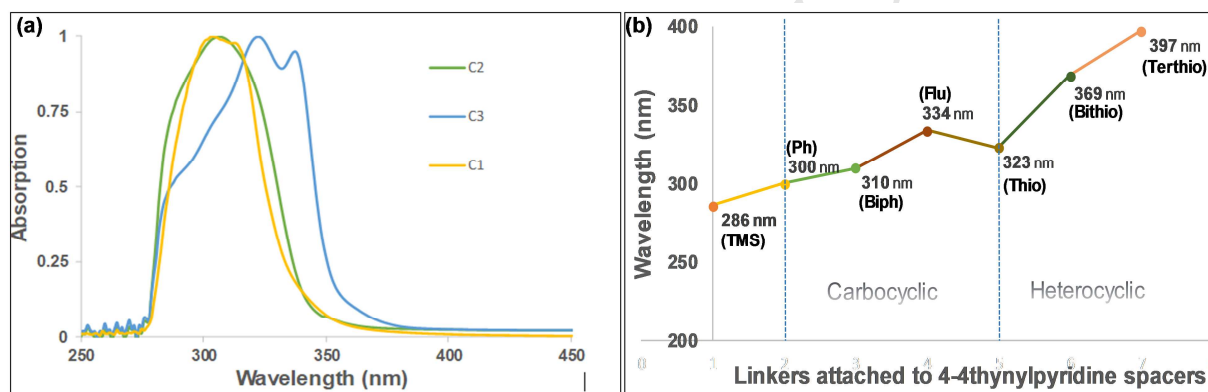 (a)
1
0.75
0.5
0.25
0
Absorption
250
300
350
400
450
Wavelength (nm)
C2
C3
C1
(b)
400
350
300
250
200
Wavelength (nm)
286 nm
(TMS)
(Ph)
300 nm
310 nm
(Biph)
(Flu)
334 nm
323 nm
(Thio)
369 nm
(Bithio)
397 nm
(Terthio)
Carbocyclic
Heterocyclic
0
1
2
3
4
5
6
7
Linkers attached to 4-4thynylpyridine spacers